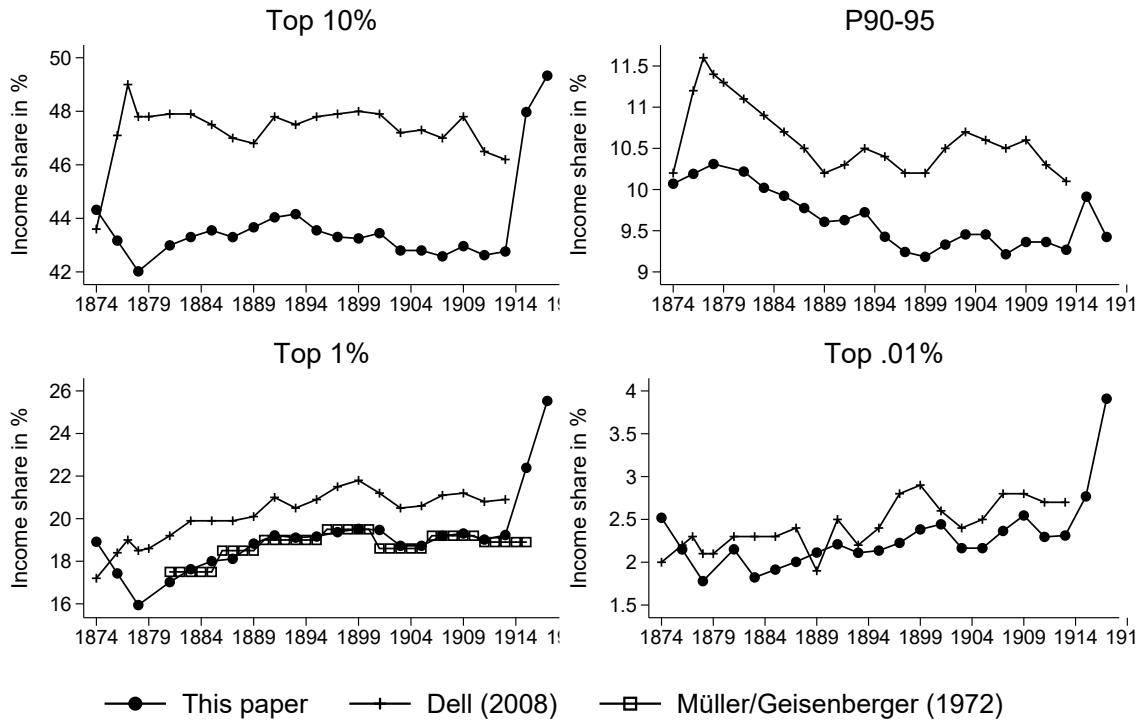 Top 10%
Income share in %
50
48
46
44
42
1874 1879 1884 1889 1894 1899 1904 1909 1914 1
P90-95
Income share in %
11.5
11
10.5
10
9.5
9
1874 1879 1884 1889 1894 1899 1904 1909 1914 191
Top 1%
Income share in %
26
24
22
20
18
16
1874 1879 1884 1889 1894 1899 1904 1909 1914 1
Top .01%
Income share in %
4
3.5
3
2.5
2
1.5
1874 1879 1884 1889 1894 1899 1904 1909 1914 191
This paper Dell (2008) Müller/Geisenberger (1972)